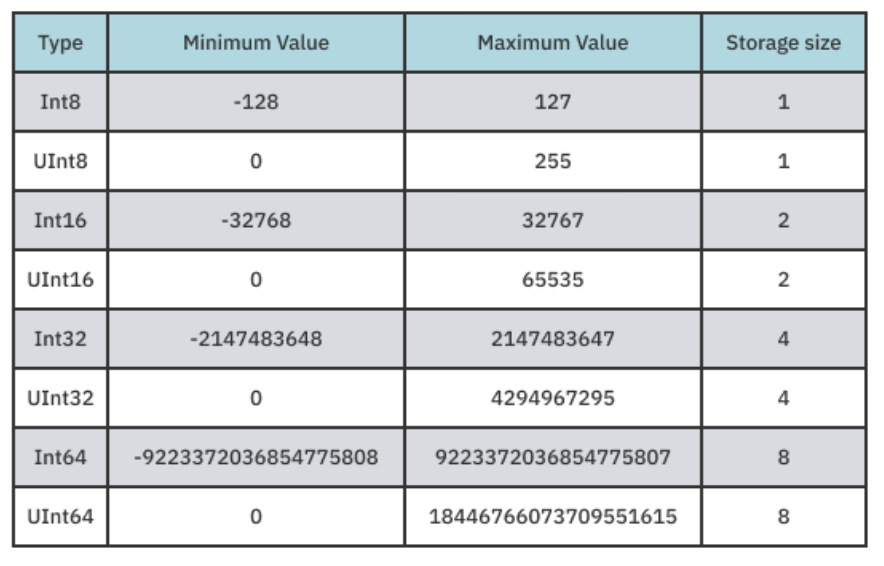 Type Minimum Value Maximum Value Storage size
Int8 -128 127 1
UInt8 0 255 1
Int16 -32768 32767 2
UInt16 0 65535 2
Int32 -2147483648 2147483647 4
UInt32 0 4294967295 4
Int64 -9223372036854775808 9223372036854775807 8
UInt64 0 18446766073709551615 8